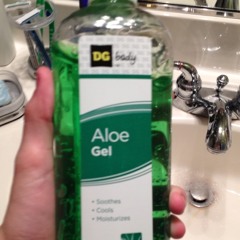 DG body
Aloe
Gel
• Soothes
• Cools
• Moisturizes